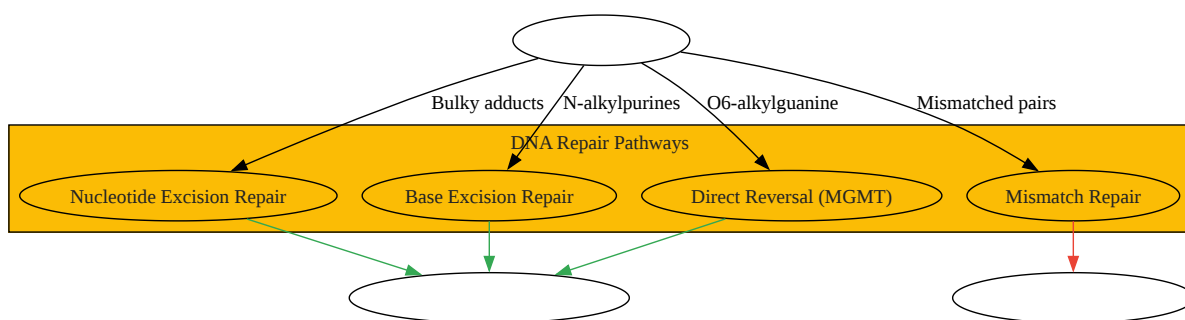 Bulky adducts
N-alkylpurines
O6-alkylguanine
Mismatched pairs
DNA Repair Pathways
Nucleotide Excision Repair
Base Excision Repair
Direct Reversal (MGMT)
Mismatch Repair